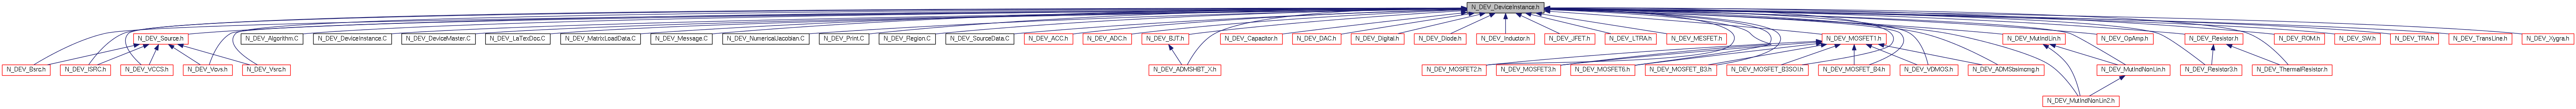 N_DEV_DeviceInstance.h
N_DEV_Source.h
N_DEV_Algorithm.C
N_DEV_DeviceInstance.C
N_DEV_DeviceMaster.C
N_DEV_LaTexDoc.C
N_DEV_MatrixLoadData.C
N_DEV_Message.C
N_DEV_NumericalJacobian.C
N_DEV_Print.C
N_DEV_Region.C
N_DEV_SourceData.C
N_DEV_ACC.h
N_DEV_ADC.h
N_DEV_BJT.h
N_DEV_Capacitor.h
N_DEV_DAC.h
N_DEV_Digital.h
N_DEV_Diode.h
N_DEV_Inductor.h
N_DEV_JFET.h
N_DEV_LTRA.h
N_DEV_MESFET.h
N_DEV_MOSFET1.h
N_DEV_MutIndLin.h
N_DEV_OpAmp.h
N_DEV_Resistor.h
N_DEV_ROM.h
N_DEV_SW.h
N_DEV_TRA.h
N_DEV_TransLine.h
N_DEV_Xygra.h
N_DEV_Bsrc.h
N_DEV_ISRC.h
N_DEV_VCCS.h
N_DEV_Vcvs.h
N_DEV_Vsrc.h
N_DEV_ADMSHBT_X.h
N_DEV_MOSFET2.h
N_DEV_MOSFET3.h
N_DEV_MOSFET6.h
N_DEV_MOSFET_B3.h
N_DEV_MOSFET_B3SOI.h
N_DEV_MOSFET_B4.h
N_DEV_VDMOS.h
N_DEV_ADMSbsimcmg.h
N_DEV_MutIndNonLin.h
N_DEV_Resistor3.h
N_DEV_ThermalResistor.h
N_DEV_MutIndNonLin2.h